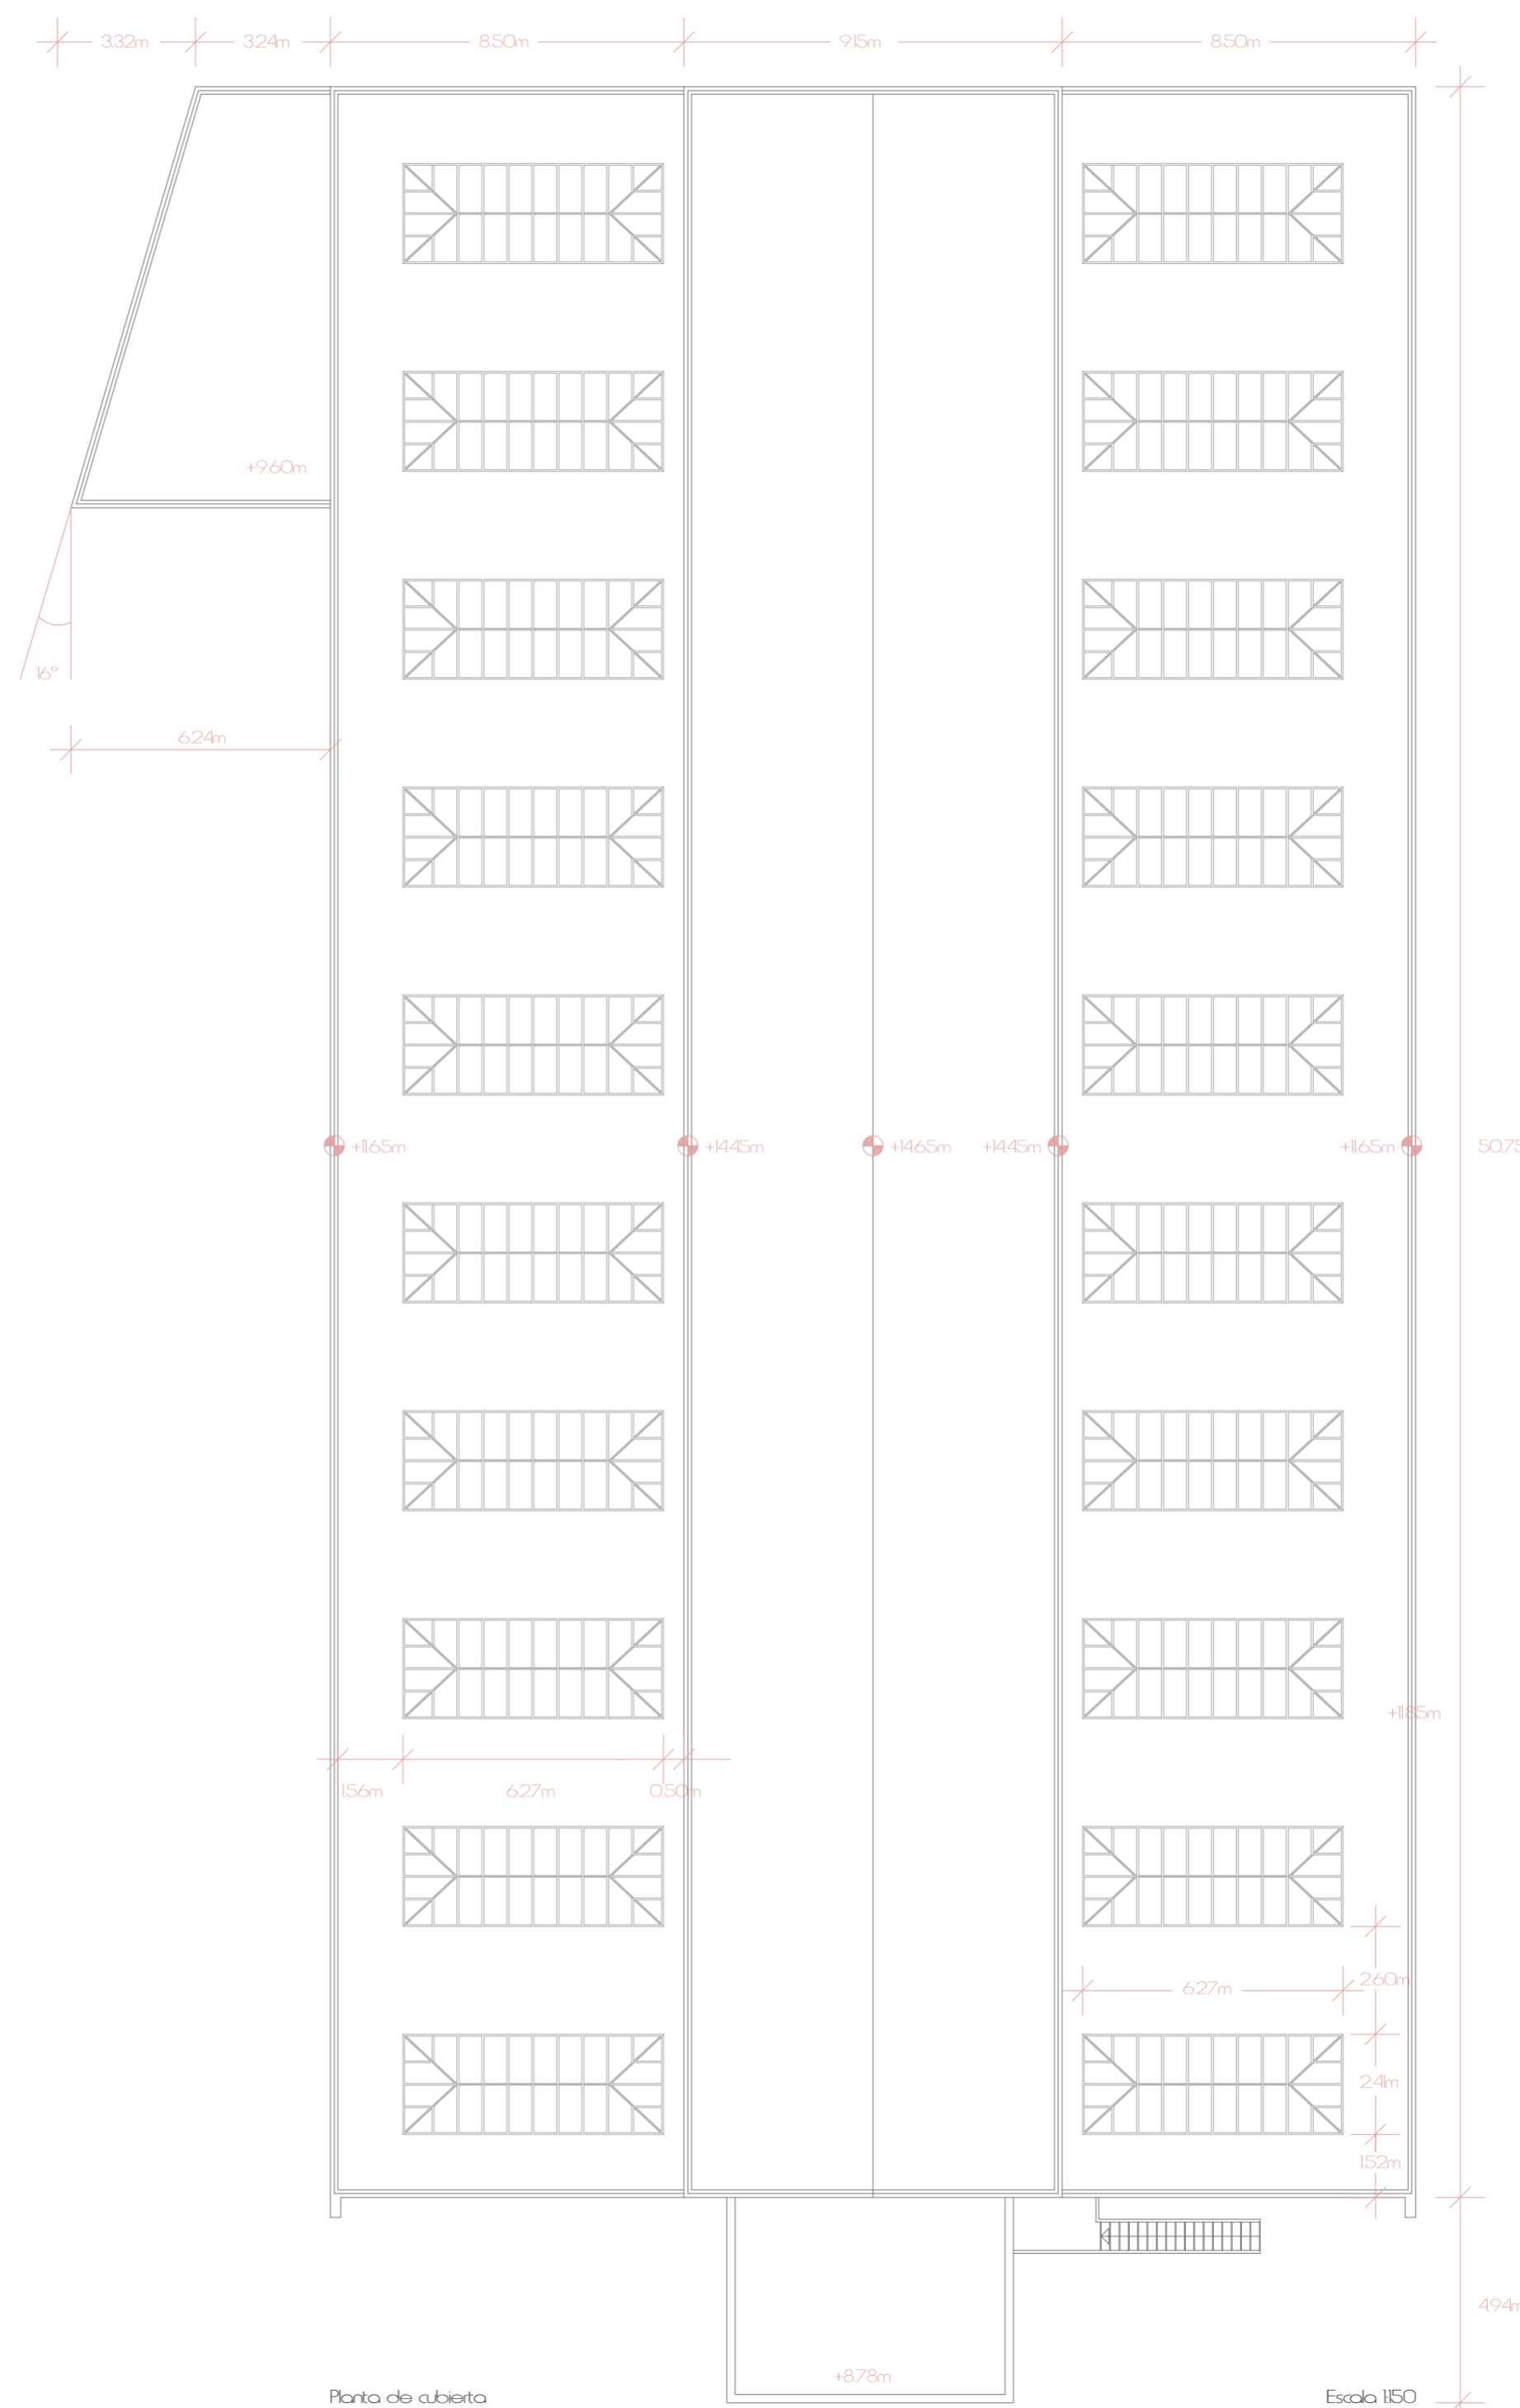 3.32m 3.24m 8.50m 9.15m 8.50m
+9.60m
16°
6.24m
+11.65m +14.45m +14.65m +14.45m +11.65m 50.75
+11.85m
1.56m 6.27m 0.50m
2.60m
6.27m
2.41m
1.52m
4.94m
+8.78m
Planta de cubierta Escala 1:150